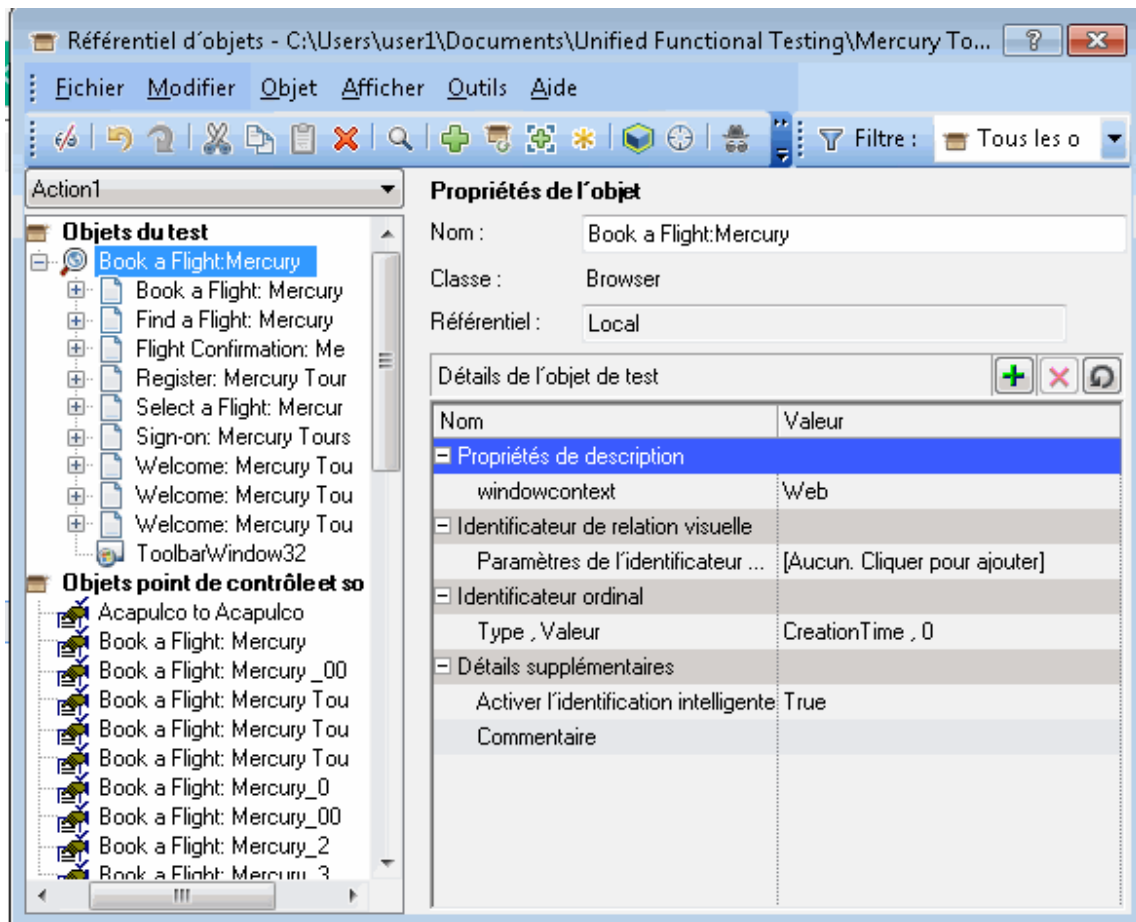 Référentiel d´objets - C:\Users\user1\Documents\Unified Functional Testing\Mercury To...
Fichier Modifier Objet Afficher Outils Aide
Filtre : Tous les o
Action1
Objets du test
Book a Flight:Mercury
Book a Flight: Mercury
Find a Flight: Mercury
Flight Confirmation: Me
Register: Mercury Tour
Select a Flight: Mercur
Sign-on: Mercury Tours
Welcome: Mercury Tou
Welcome: Mercury Tou
Welcome: Mercury Tou
ToolbarWindow32
Objets point de contrôle et so
Acapulco to Acapulco
Book a Flight: Mercury
Book a Flight: Mercury _00
Book a Flight: Mercury Tou
Book a Flight: Mercury Tou
Book a Flight: Mercury Tou
Book a Flight: Mercury_0
Book a Flight: Mercury_00
Book a Flight: Mercury_2
Book a Flight: Mercury_3
Propriétés de l´objet
Nom : Book a Flight:Mercury
Classe : Browser
Référentiel : Local
Détails de l´objet de test
Nom Valeur
Propriétés de description
windowcontext Web
Identificateur de relation visuelle
Paramètres de l´identificateur ... [Aucun. Cliquer pour ajouter]
Identificateur ordinal
Type , Valeur CreationTime , 0
Détails supplémentaires
Activer l´identification intelligente True
Commentaire